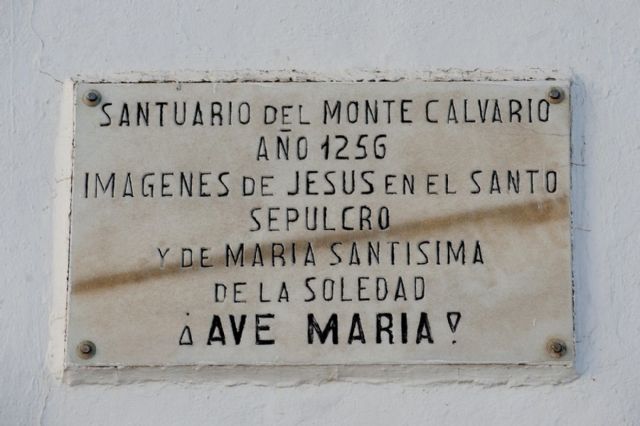 SANTUARIO DEL MONTE CALVARIO
AÑO 1256
IMAGENES DE JESUS EN EL SANTO
SEPULCRO
Y DE MARIA SANTISIMA
DE LA SOLEDAD
¡AVE MARIA!